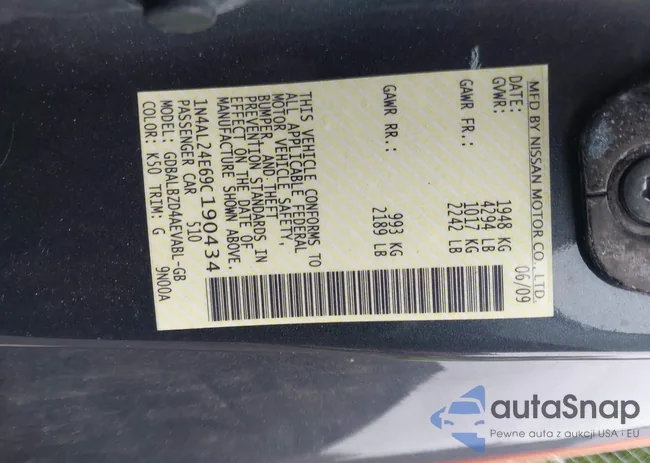 MFD BY NISSAN MOTOR CO., LTD.
DATE: 06/09
GVWR: 1948 KG
4294 LB
GAWR FR.: 1017 KG
2242 LB
GAWR RR.: 993 KG
2189 LB
THIS VEHICLE CONFORMS TO
ALL APPLICABLE FEDERAL
MOTOR VEHICLE SAFETY,
BUMPER AND THEFT
PREVENTION STANDARDS IN
EFFECT ON THE DATE OF
MANUFACTURE SHOWN ABOVE.
1N4AL24E69C190434
PASSENGER CAR 510
MODEL: GDBALBZD4AEVABL-GB
COLOR: K50 TRIM: G 9N00A
autaSnap
Pewne auta z aukcji USA i EU